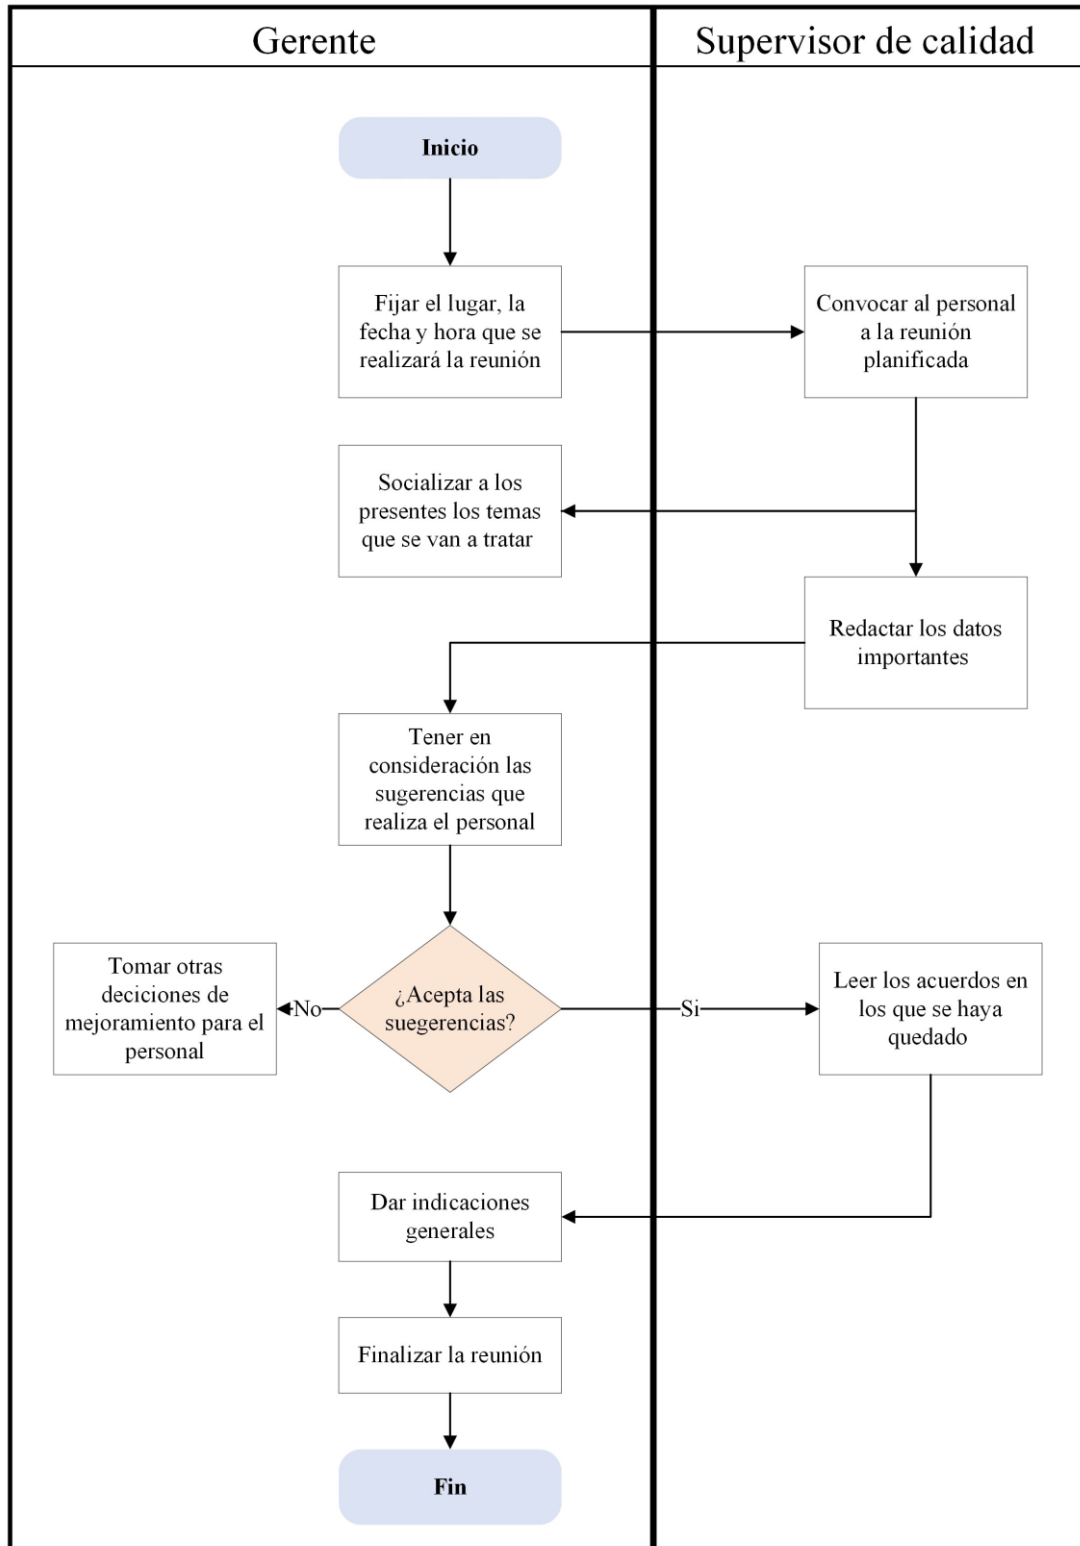 Gerente
Supervisor de calidad
Inicio
Fijar el lugar, la
fecha y hora que se
realizará la reunión
Convocar al personal
a la reunión
planificada
Socializar a los
presentes los temas
que se van a tratar
Redactar los datos
importantes
Tener en
consideración las
sugerencias que
realiza el personal
Tomar otras
deciciones de
mejoramiento para el
personal
No
¿Acepta las
suegerencias?
Si
Leer los acuerdos en
los que se haya
quedado
Dar indicaciones
generales
Finalizar la reunión
Fin